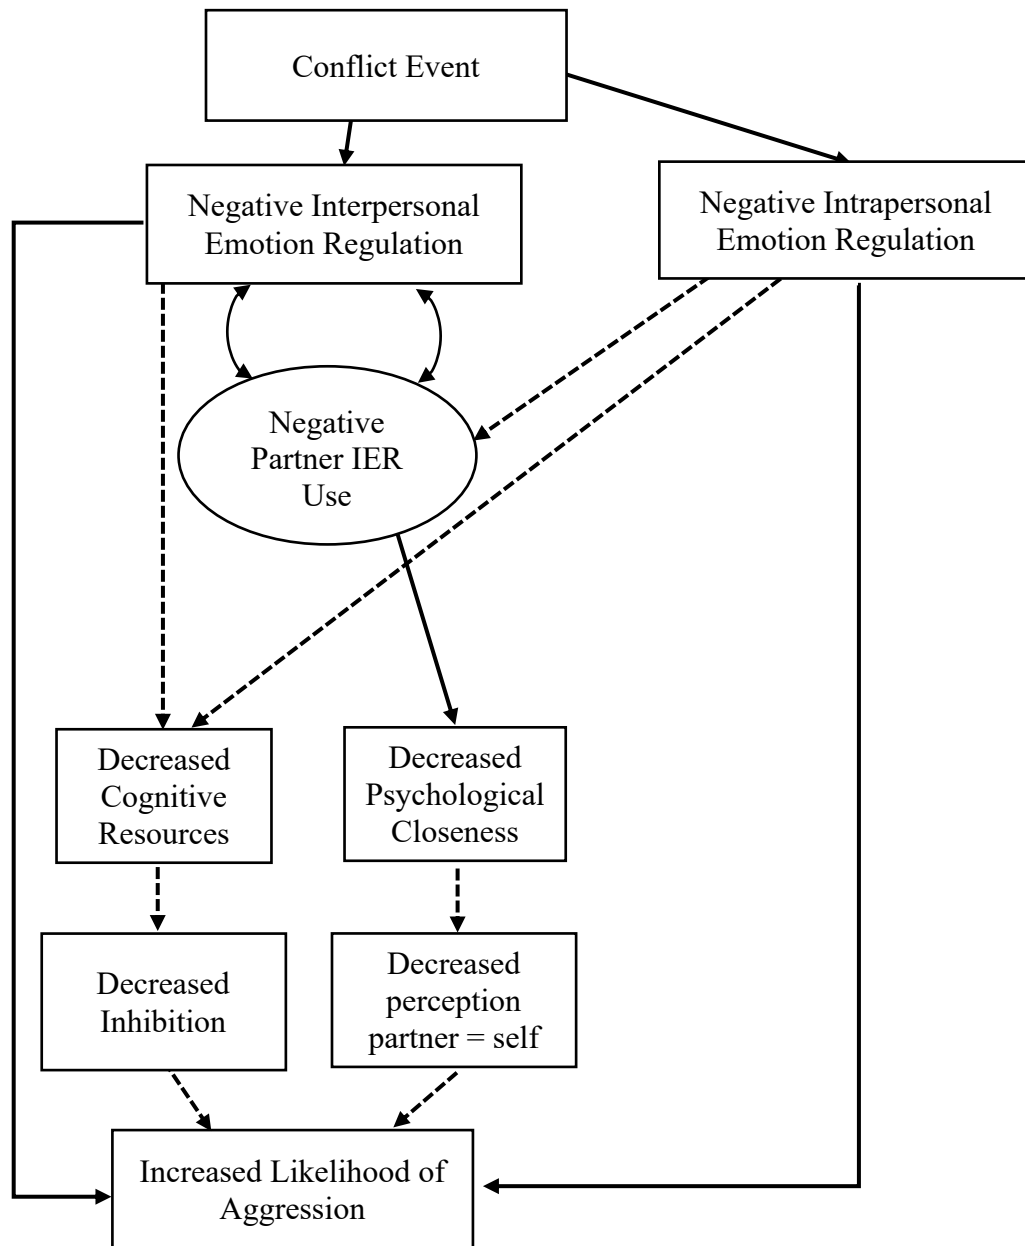 Conflict Event
Negative Interpersonal
Emotion Regulation
Negative Intrapersonal
Emotion Regulation
Negative
Partner IER
Use
Decreased
Cognitive
Resources
Decreased
Psychological
Closeness
Decreased
Inhibition
Decreased
perception
partner = self
Increased Likelihood of
Aggression